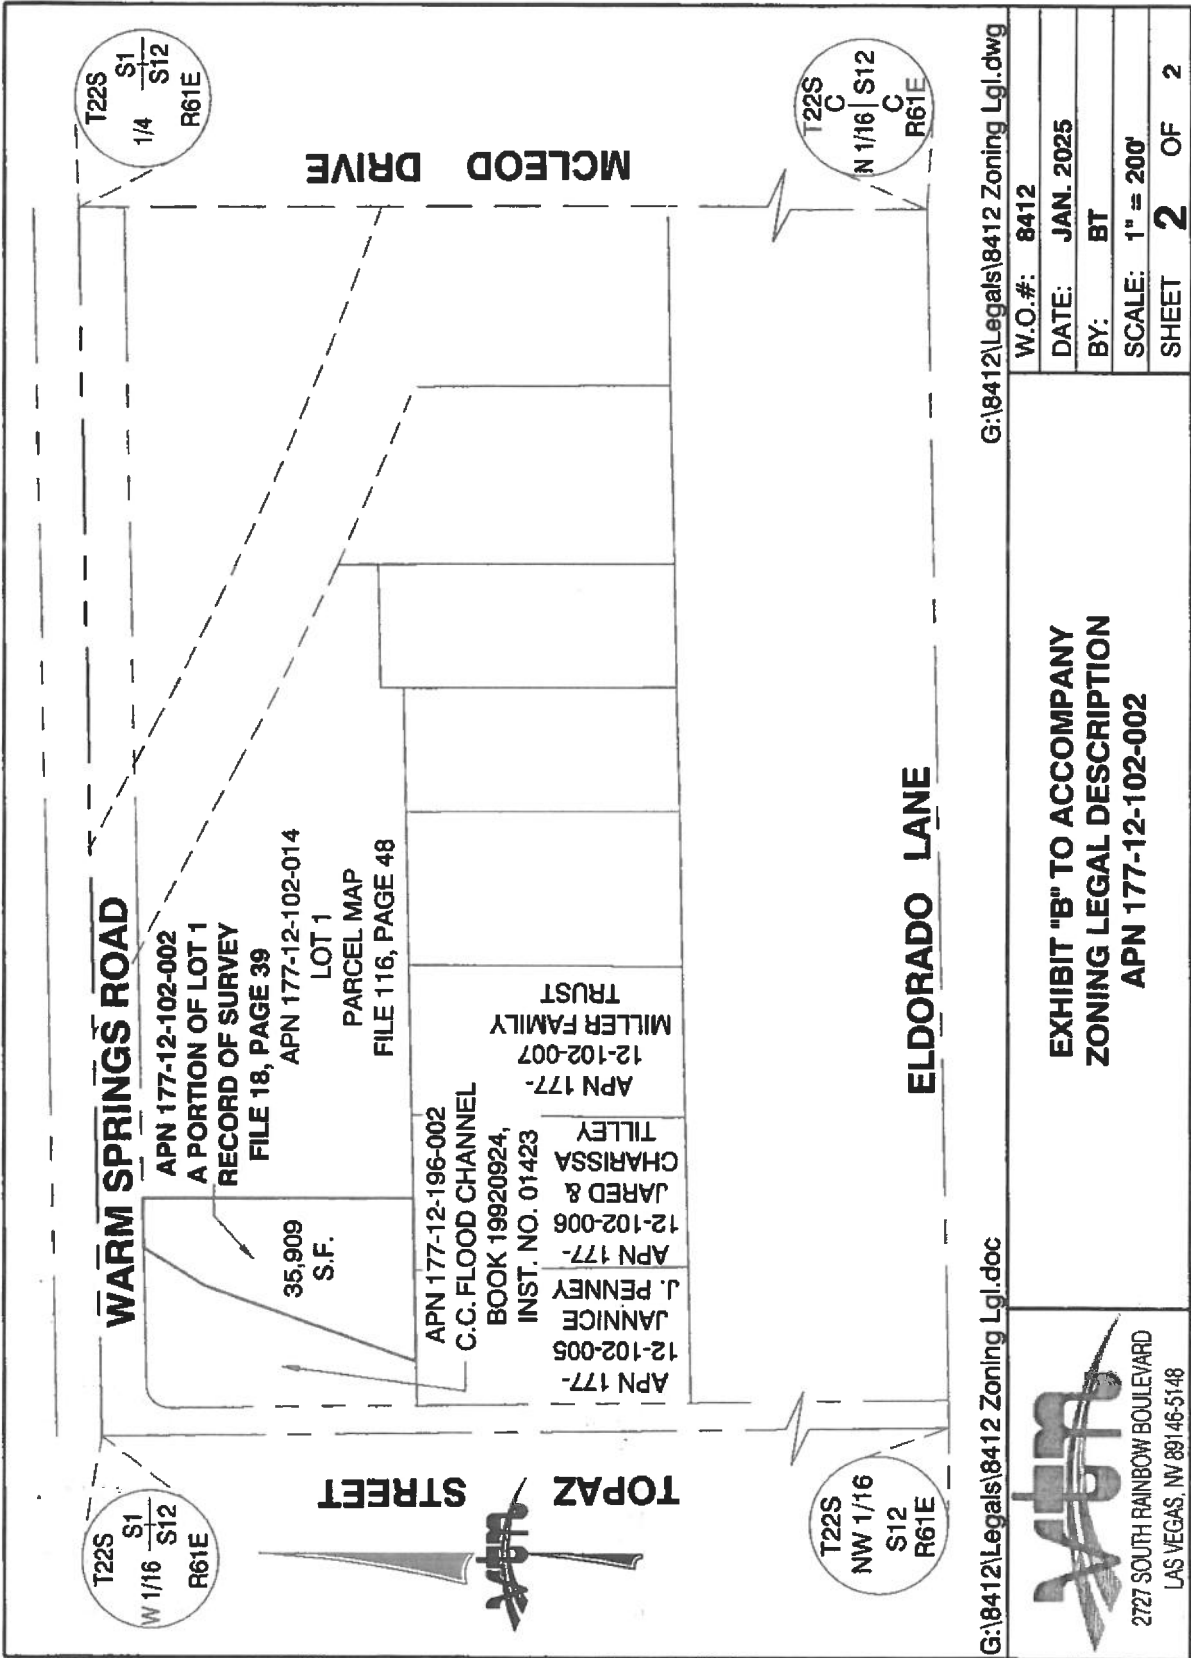 T22S
W 1/16 S1
S12
R61E
WARM SPRINGS ROAD
T22S
1/4 S1
S12
R61E
TOPAZ STREET
MCLEOD DRIVE
35,909
S.F.
APN 177-12-102-002
A PORTION OF LOT 1
RECORD OF SURVEY
FILE 18, PAGE 39
APN 177-12-102-014
LOT 1
PARCEL MAP
FILE 116, PAGE 48
APN 177-12-196-002
C.C. FLOOD CHANNEL
BOOK 19920924,
INST. NO. 01423
APN 177-
12-102-005
JANNICE
J. PENNEY
APN 177-
12-102-006
JARED &
CHARISSA
TILLEY
APN 177-
12-102-007
MILLER FAMILY
TRUST
T22S
NW 1/16
S12
R61E
ELDORADO LANE
T22S
C
N 1/16 S12
C
R61E
G:\8412\Legals\8412 Zoning Lgl.doc
G:\8412\Legals\8412 Zoning Lgl.dwg
2727 SOUTH RAINBOW BOULEVARD
LAS VEGAS, NV 89146-5148
EXHIBIT "B" TO ACCOMPANY
ZONING LEGAL DESCRIPTION
APN 177-12-102-002
W.O.#: 8412
DATE: JAN. 2025
BY: BT
SCALE: 1" = 200'
SHEET 2 OF 2